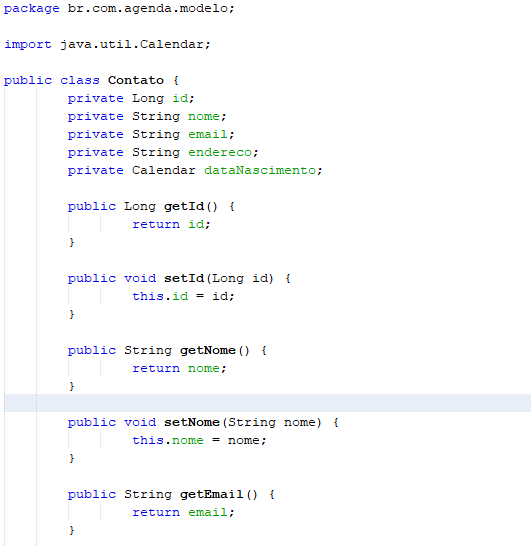 package br.com.agenda.modelo;
import java.util.Calendar;
public class Contato {
private Long id;
private String nome;
private String email;
private String endereco;
private Calendar dataNascimento;
public Long getId() {
return id;
}
public void setId(Long id) {
this.id = id;
}
public String getNome() {
return nome;
}
public void setNome(String nome) {
this.nome = nome;
}
public String getEmail() {
return email;
}